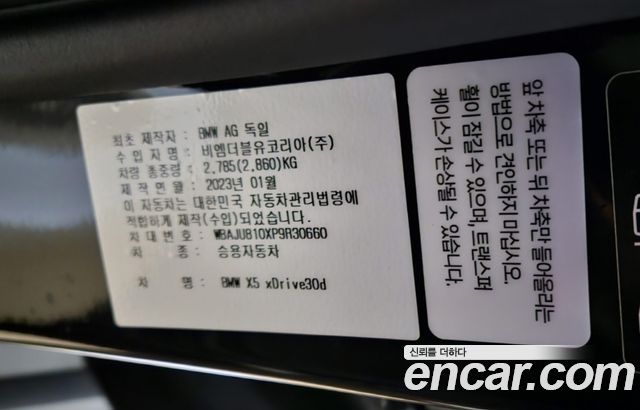 최초 제작자 : BMW AG 독일
수 입 자 명 : 비엠더블유코리아(주)
차량 총중량 : 2,785(2,860)KG
제 작 연 월 : 2023년 01월
이 자동차는 대한민국 자동차관리법령에
적합하게 제작(수입)되었습니다.
차 대 번 호 : WBAJU810XP9R30660
차 종 : 승용자동차
차 명 : BMW X5 xDrive30d
앞 차축 또는 뒤 차축만 들어올리는
방법으로 견인하지 마십시오.
휠이 잠길 수 있으며, 트랜스퍼
케이스가 손상될 수 있습니다.
신뢰를 더하다
encar.com